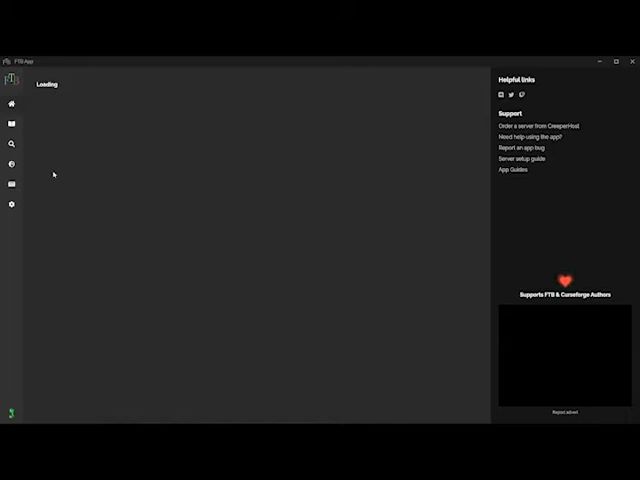 FTB App
FTB
Loading
Helpful links
Support
Order a server from CreeperHost
Need help using the app?
Report an app bug
Server setup guide
App Guides
Supports FTB & Curseforge Authors
Report advert